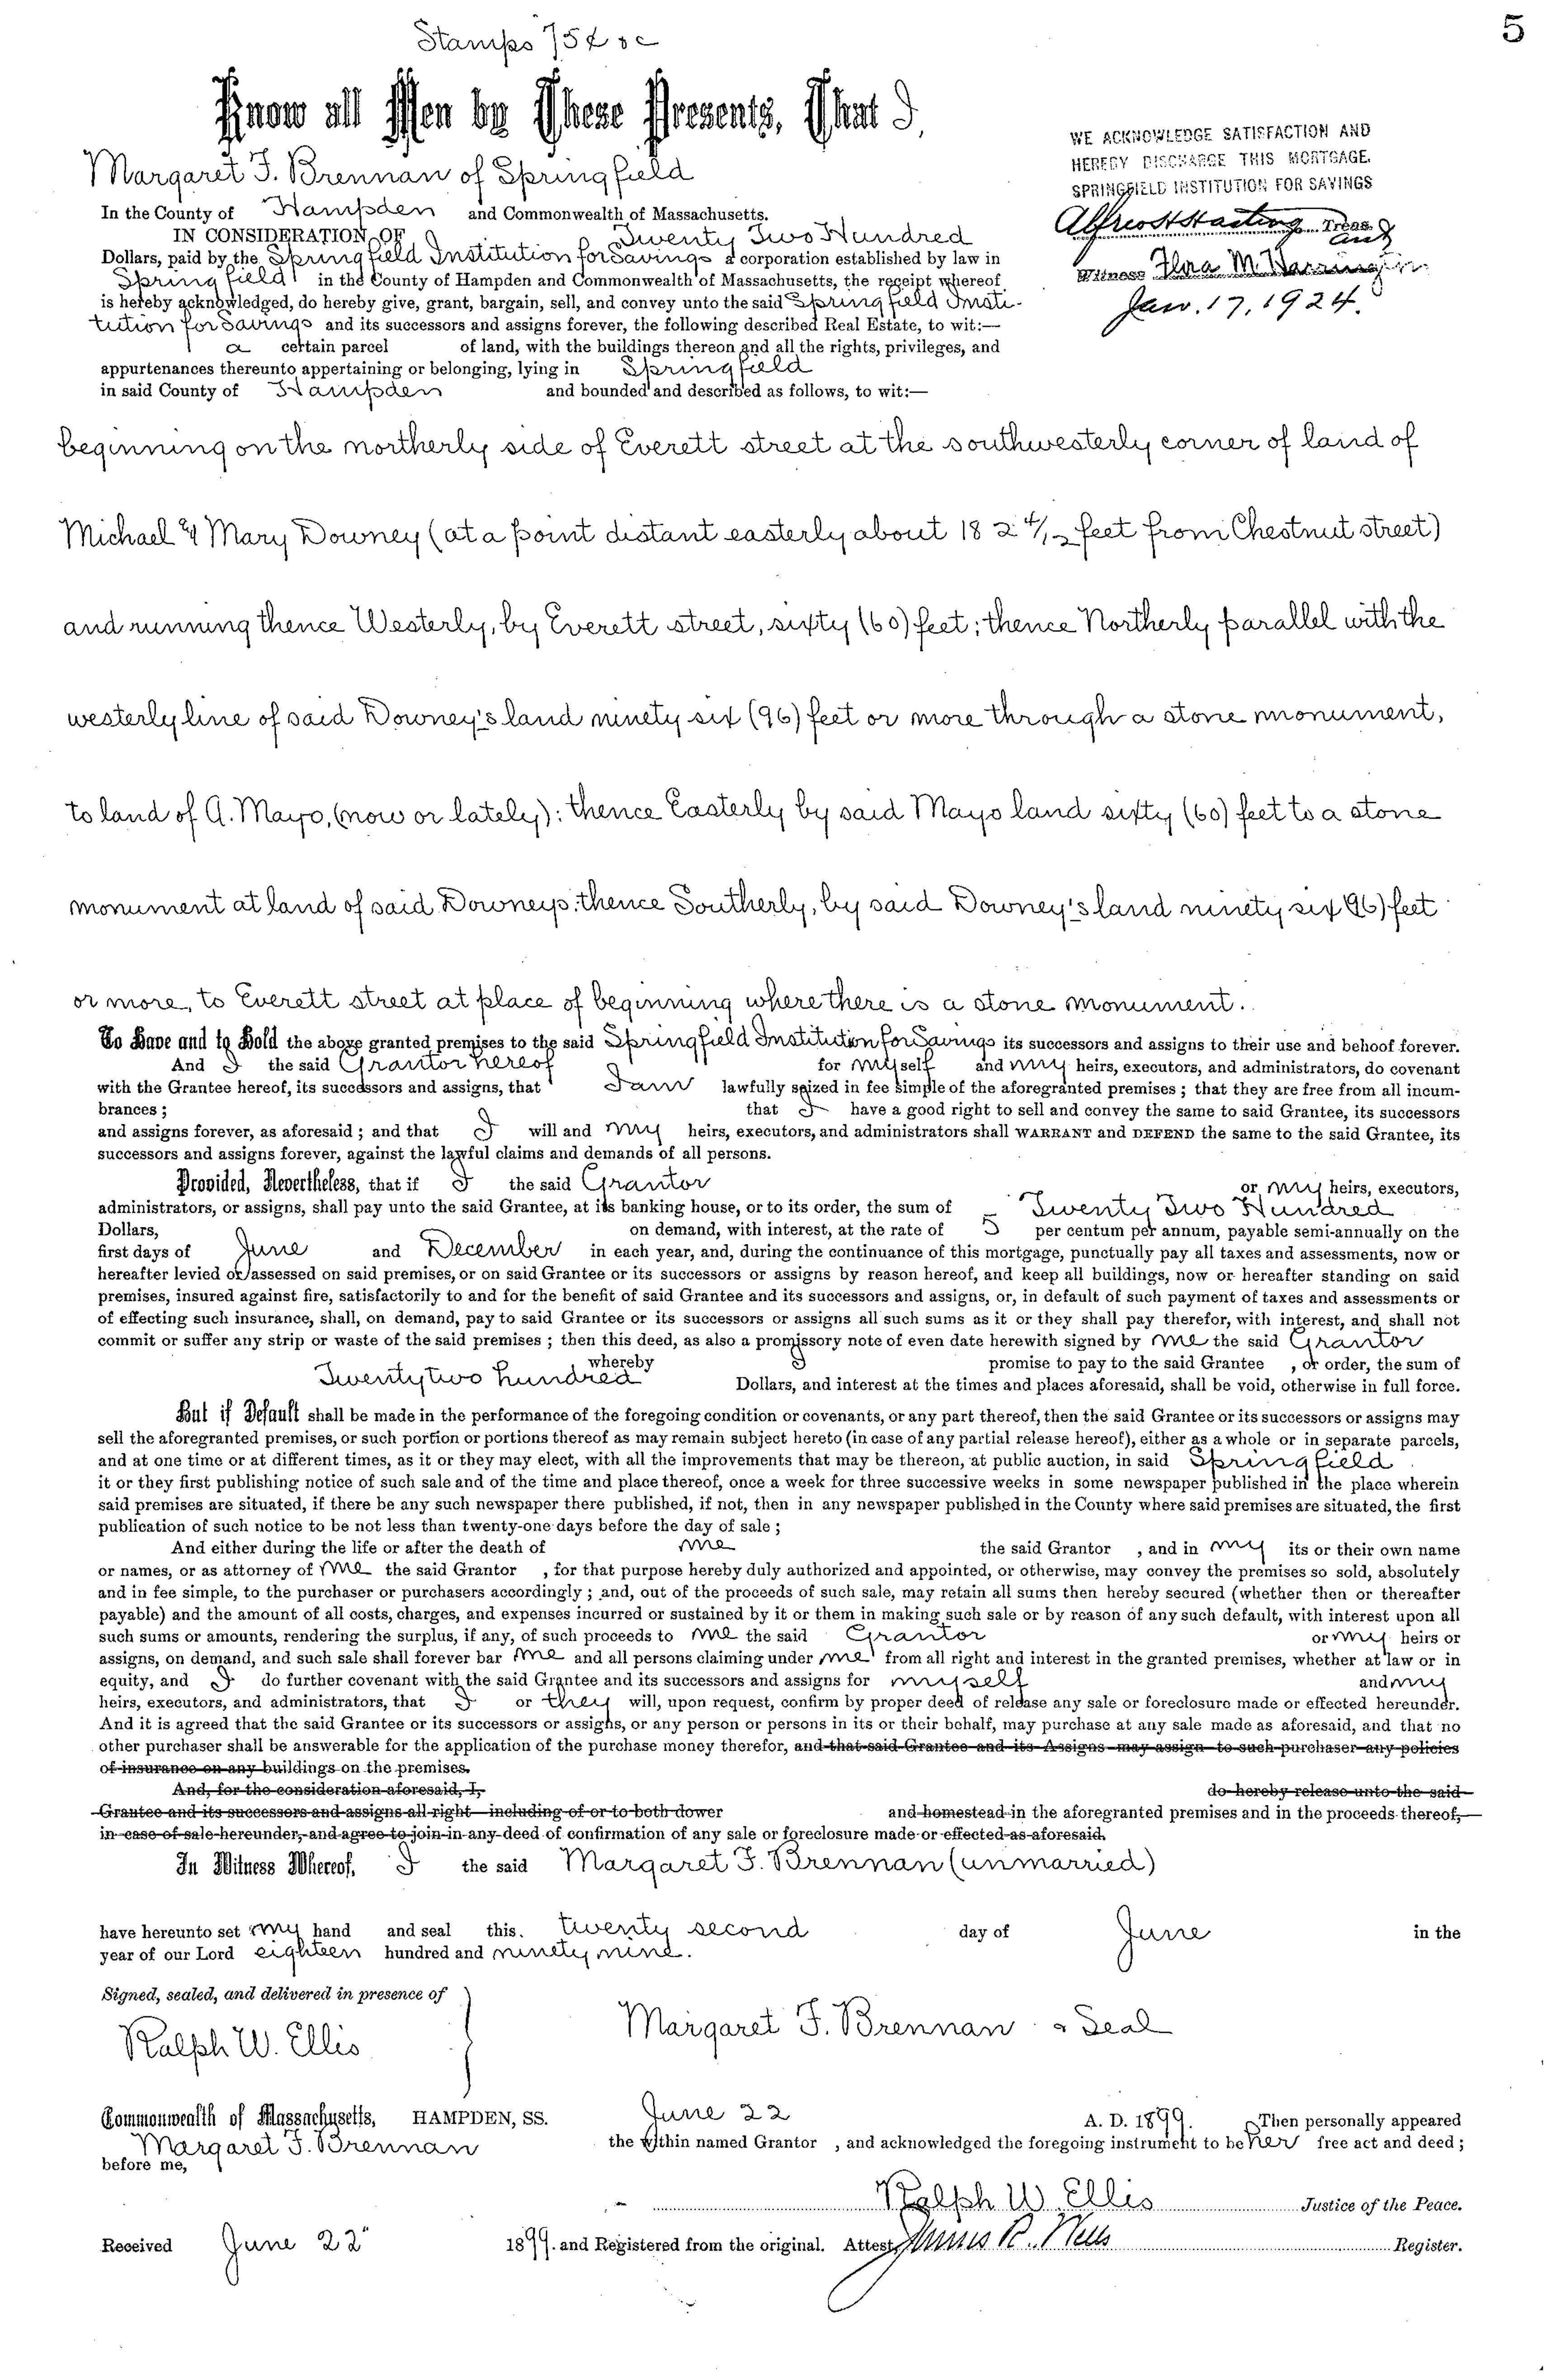 5
Stamps 75¢ o c
Know all Men by These Presents, That I,
Margaret F. Brennan of Springfield
In the County of Hampden and Commonwealth of Massachusetts.
IN CONSIDERATION OF Twenty Two Hundred
Dollars, paid by the Springfield Institution for Savings a corporation established by law in
Springfield in the County of Hampden and Commonwealth of Massachusetts, the receipt whereof
is hereby acknowledged, do hereby give, grant, bargain, sell, and convey unto the said Springfield Insti-
tution for Savings and its successors and assigns forever, the following described Real Estate, to wit:—
a certain parcel of land, with the buildings thereon and all the rights, privileges, and
appurtenances thereunto appertaining or belonging, lying in Springfield
in said County of Hampden and bounded and described as follows, to wit:—
WE ACKNOWLEDGE SATISFACTION AND
HEREBY DISCHARGE THIS MORTGAGE.
SPRINGFIELD INSTITUTION FOR SAVINGS
Treas.
Witness Flora M. Harrington
Jan. 17, 1924.
beginning on the northerly side of Everett street at the southwesterly corner of land of
Michael & Mary Downey (at a point distant easterly about 182 4/12 feet from Chestnut street)
and running thence Westerly, by Everett street, sixty (60) feet; thence Northerly parallel with the
westerly line of said Downey's land ninety six (96) feet or more through a stone monument,
to land of A. Mayo, (now or lately): thence Easterly by said Mayo land sixty (60) feet to a stone
monument at land of said Downeys: thence Southerly, by said Downey's land ninety six (96) feet
or more, to Everett street at place of beginning where there is a stone monument.
To Have and to Hold the above granted premises to the said Springfield Institution for Savings its successors and assigns to their use and behoof forever.
And I the said Grantor hereof for myself and my heirs, executors, and administrators, do covenant
with the Grantee hereof, its successors and assigns, that I am lawfully seized in fee simple of the aforegranted premises; that they are free from all incum-
brances; that I have a good right to sell and convey the same to said Grantee, its successors
and assigns forever, as aforesaid; and that I will and my heirs, executors, and administrators shall WARRANT and DEFEND the same to the said Grantee, its
successors and assigns forever, against the lawful claims and demands of all persons.
Provided, Nevertheless, that if I the said Grantor or my heirs, executors,
administrators, or assigns, shall pay unto the said Grantee, at its banking house, or to its order, the sum of Twenty Two Hundred
Dollars, on demand, with interest, at the rate of 5 per centum per annum, payable semi-annually on the
first days of June and December in each year, and, during the continuance of this mortgage, punctually pay all taxes and assessments, now or
hereafter levied or assessed on said premises, or on said Grantee or its successors or assigns by reason hereof, and keep all buildings, now or hereafter standing on said
premises, insured against fire, satisfactorily to and for the benefit of said Grantee and its successors and assigns, or, in default of such payment of taxes and assessments or
of effecting such insurance, shall, on demand, pay to said Grantee or its successors or assigns all such sums as it or they shall pay therefor, with interest, and shall not
commit or suffer any strip or waste of the said premises; then this deed, as also a promissory note of even date herewith signed by me the said Grantor
whereby I promise to pay to the said Grantee , or order, the sum of
Twenty two hundred Dollars, and interest at the times and places aforesaid, shall be void, otherwise in full force.
But if Default shall be made in the performance of the foregoing condition or covenants, or any part thereof, then the said Grantee or its successors or assigns may
sell the aforegranted premises, or such portion or portions thereof as may remain subject hereto (in case of any partial release hereof), either as a whole or in separate parcels,
and at one time or at different times, as it or they may elect, with all the improvements that may be thereon, at public auction, in said Springfield
it or they first publishing notice of such sale and of the time and place thereof, once a week for three successive weeks in some newspaper published in the place wherein
said premises are situated, if there be any such newspaper there published, if not, then in any newspaper published in the County where said premises are situated, the first
publication of such notice to be not less than twenty-one days before the day of sale;
And either during the life or after the death of me the said Grantor , and in my its or their own name
or names, or as attorney of me the said Grantor , for that purpose hereby duly authorized and appointed, or otherwise, may convey the premises so sold, absolutely
and in fee simple, to the purchaser or purchasers accordingly; and, out of the proceeds of such sale, may retain all sums then hereby secured (whether then or thereafter
payable) and the amount of all costs, charges, and expenses incurred or sustained by it or them in making such sale or by reason of any such default, with interest upon all
such sums or amounts, rendering the surplus, if any, of such proceeds to me the said Grantor or my heirs or
assigns, on demand, and such sale shall forever bar me and all persons claiming under me from all right and interest in the granted premises, whether at law or in
equity, and I do further covenant with the said Grantee and its successors and assigns for myself and my
heirs, executors, and administrators, that I or they will, upon request, confirm by proper deed of release any sale or foreclosure made or effected hereunder.
And it is agreed that the said Grantee or its successors or assigns, or any person or persons in its or their behalf, may purchase at any sale made as aforesaid, and that no
other purchaser shall be answerable for the application of the purchase money therefor, and that said Grantee and its Assigns may assign to such purchaser any policies
of insurance on any buildings on the premises.
And, for the consideration aforesaid, I, do hereby release unto the said
Grantee and its successors and assigns all right including of or to both dower and homestead in the aforegranted premises and in the proceeds thereof,
in case of sale hereunder, and agree to join in any deed of confirmation of any sale or foreclosure made or effected as aforesaid.
In Witness Whereof, I the said Margaret F. Brennan (unmarried)
have hereunto set my hand and seal this. twenty second day of June in the
year of our Lord eighteen hundred and ninety nine.
Signed, sealed, and delivered in presence of
Ralph W. Ellis
Margaret F. Brennan & Seal
Commonwealth of Massachusetts, HAMPDEN, SS. June 22 A. D. 1899. Then personally appeared
Margaret F. Brennan the within named Grantor , and acknowledged the foregoing instrument to be her free act and deed;
before me,
Ralph W. Ellis Justice of the Peace.
Received June 22" 1899. and Registered from the original. Attest, James R. Wells Register.